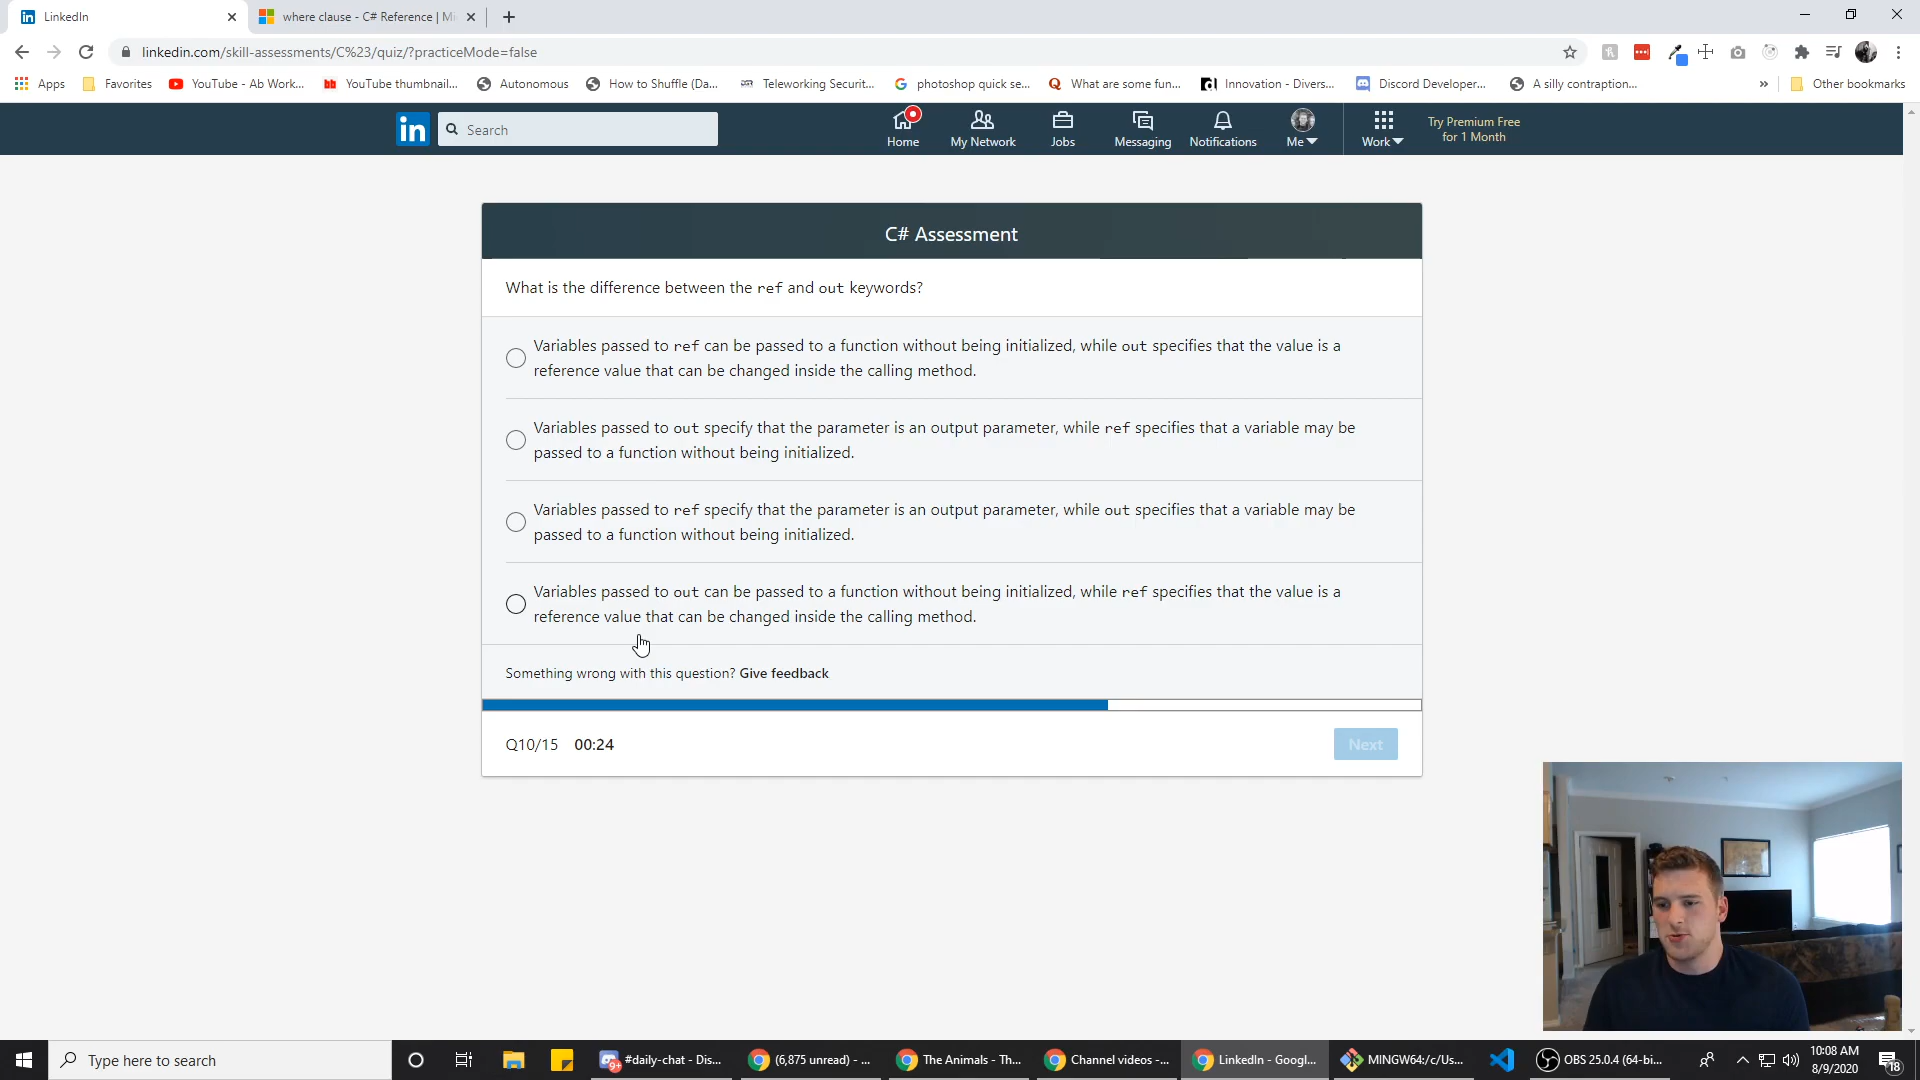 LinkedIn
where clause - C# Reference | Mi
linkedin.com/skill-assessments/C%23/quiz/?practiceMode=false
Apps Favorites YouTube - Ab Work... YouTube thumbnail... Autonomous How to Shuffle (Da... Teleworking Securit... photoshop quick se... What are some fun... Innovation - Divers... Discord Developer... A silly contraption... » Other bookmarks
in Search Home My Network Jobs Messaging Notifications Me Work Try Premium Free
for 1 Month
C# Assessment
What is the difference between the ref and out keywords?
Variables passed to ref can be passed to a function without being initialized, while out specifies that the value is a
reference value that can be changed inside the calling method.
Variables passed to out specify that the parameter is an output parameter, while ref specifies that a variable may be
passed to a function without being initialized.
Variables passed to ref specify that the parameter is an output parameter, while out specifies that a variable may be
passed to a function without being initialized.
Variables passed to out can be passed to a function without being initialized, while ref specifies that the value is a
reference value that can be changed inside the calling method.
Something wrong with this question? Give feedback
Q10/15 00:24 Next
Type here to search #daily-chat - Dis... (6,875 unread) - ... The Animals - Th... Channel videos -... LinkedIn - Googl... MINGW64:/c/Us... OBS 25.0.4 (64-bi... 10:08 AM
8/9/2020
18